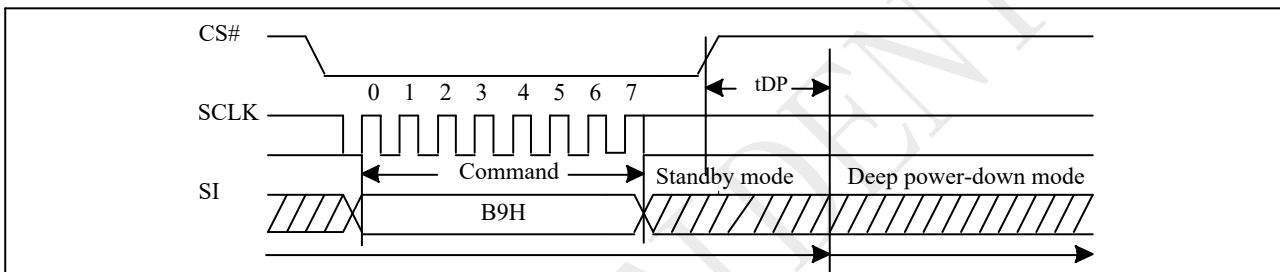 CS#
tDP
0 1 2 3 4 5 6 7
SCLK
Command
Standby mode
Deep power-down mode
SI
B9H